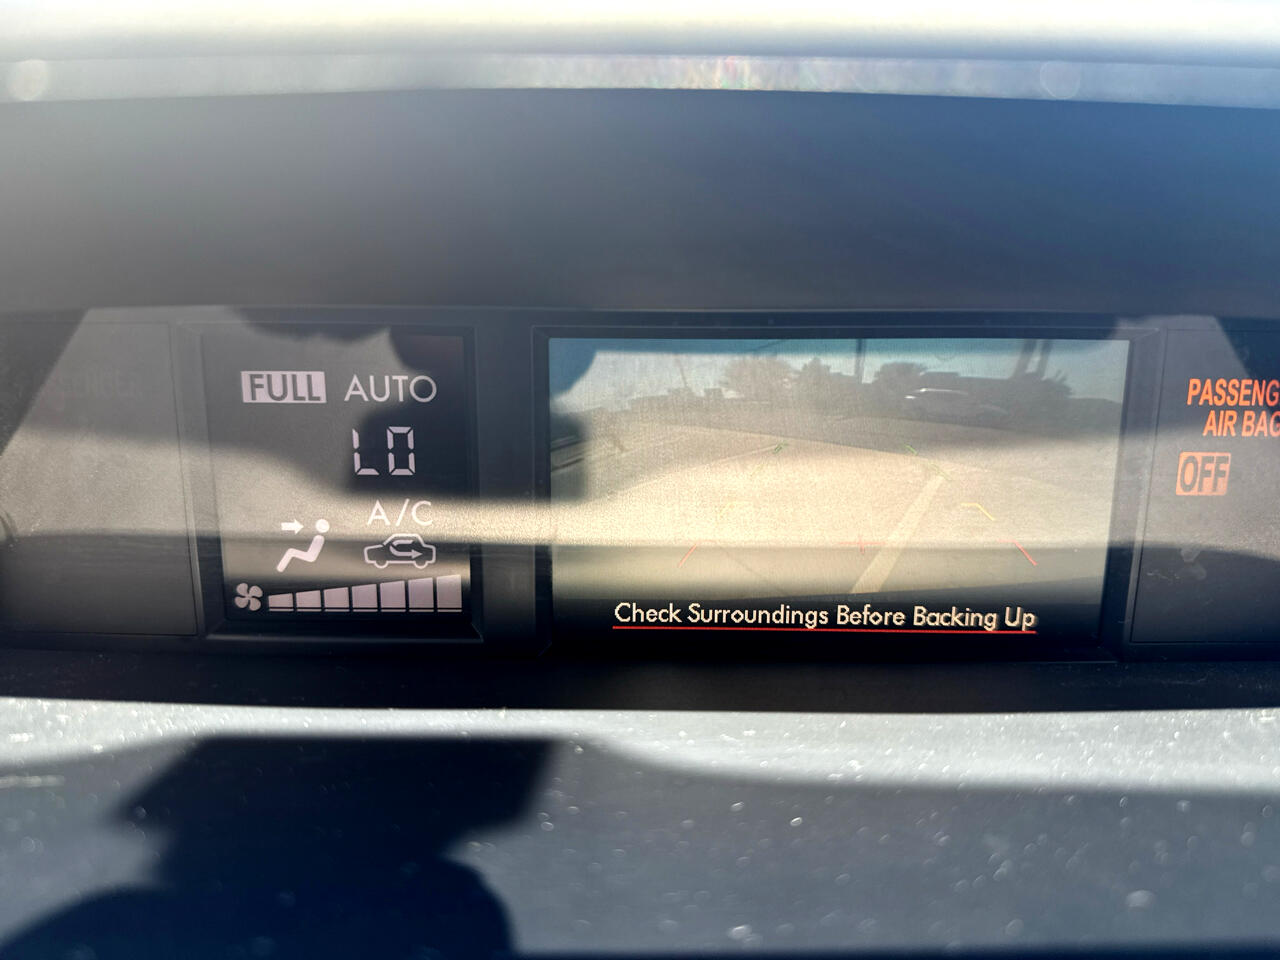 FULL AUTO
LO
A/C
Check Surroundings Before Backing Up
PASSENG
AIR BAG
OFF